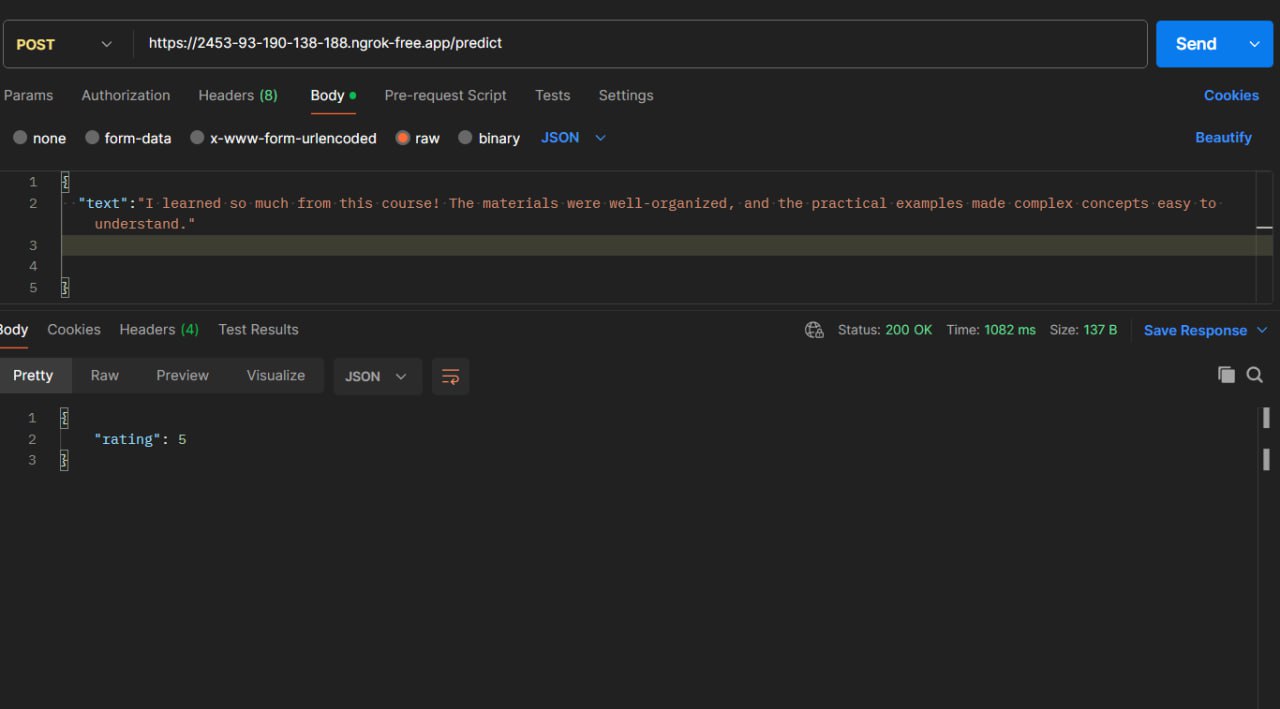 POST https://2453-93-190-138-188.ngrok-free.app/predict Send
Params Authorization Headers (8) Body Pre-request Script Tests Settings Cookies
none form-data x-www-form-urlencoded raw binary JSON Beautify
1 {
2 "text":"I learned so much from this course! The materials were well-organized, and the practical examples made complex concepts easy to
understand."
3
4
5 }
Body Cookies Headers (4) Test Results Status: 200 OK Time: 1082 ms Size: 137 B Save Response
Pretty Raw Preview Visualize JSON
1 {
2 "rating": 5
3 }